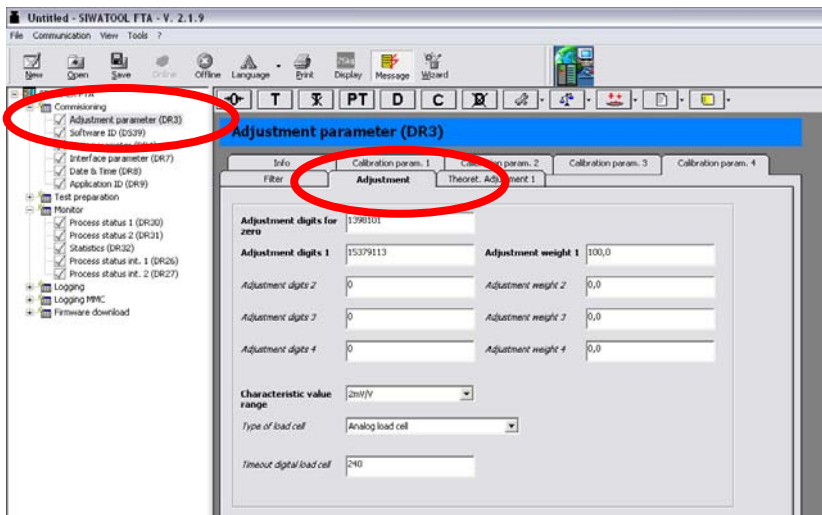 Untitled - SIWATOOL FTA - V. 2.1.9
File Communication View Tools ?
New Open Save Online Offline Language Print Display Message Wizard
T T PT D C D
Commisioning
Adjustment parameter (DR3)
Software ID (DS39)
Interface parameter (DR7)
Date & Time (DR8)
Application ID (DR9)
Test preparation
Monitor
Process status 1 (DR30)
Process status 2 (DR31)
Statistics (DR32)
Process status int. 1 (DR26)
Process status int. 2 (DR27)
Logging
Logging MMC
Firmware download
Adjustment parameter (DR3)
Info Calibration param. 1 Calibration param. 2 Calibration param. 3 Calibration param. 4
Filter Adjustment Theoret. Adjustment 1
Adjustment digits for zero 1398101
Adjustment digits 1 15379113 Adjustment weight 1 100,0
Adjustment digits 2 0 Adjustment weight 2 0,0
Adjustment digits 3 0 Adjustment weight 3 0,0
Adjustment digits 4 0 Adjustment weight 4 0,0
Characteristic value range 2mV/V
Type of load cell Analog load cell
Timeout digital load cell 240